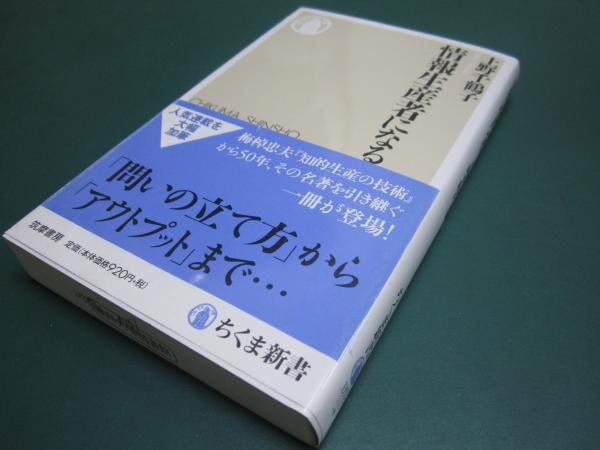 上野千鶴子
情報生産者になる
CHIKUMA SHINSHO
人気連載を
大幅
加筆
梅棹忠夫『知的生産の技術』
から50年、その名著を引き継ぐ
一冊が登場!
「問いの立て方」から
「アウトプット」まで…
筑摩書房 定価(本体価格920円+税)
ちくま新書